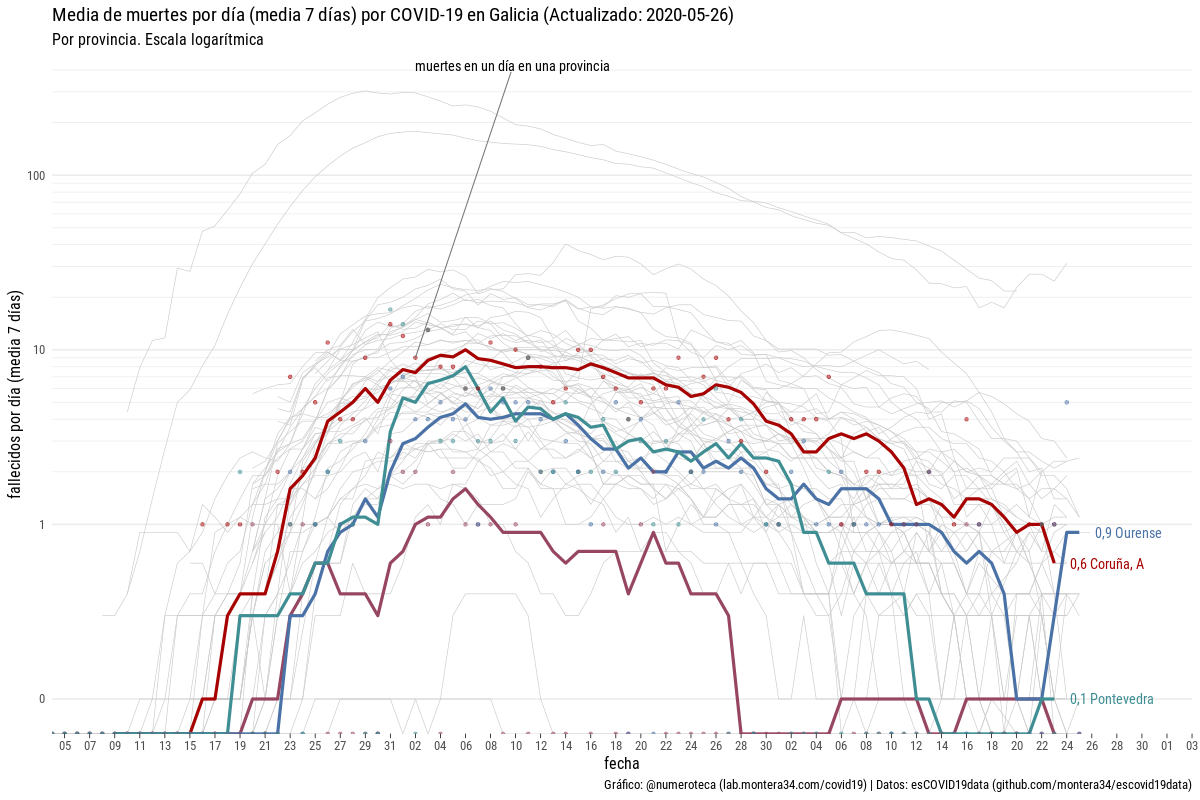 Media de muertes por día (media 7 días) por COVID-19 en Galicia (Actualizado: 2020-05-26)
Por provincia. Escala logarítmica
muertes en un día en una provincia
fallecidos por día (media 7 días)
100
10
1
0
0,9 Ourense
0,6 Coruña, A
0,1 Pontevedra
05 07 09 11 13 15 17 19 21 23 25 27 29 31 02 04 06 08 10 12 14 16 18 20 22 24 26 28 30 02 04 06 08 10 12 14 16 18 20 22 24 26 28 30 01 03
fecha
Gráfico: @numeroteca (lab.montera34.com/covid19) | Datos: esCOVID19data (github.com/montera34/escovid19data)